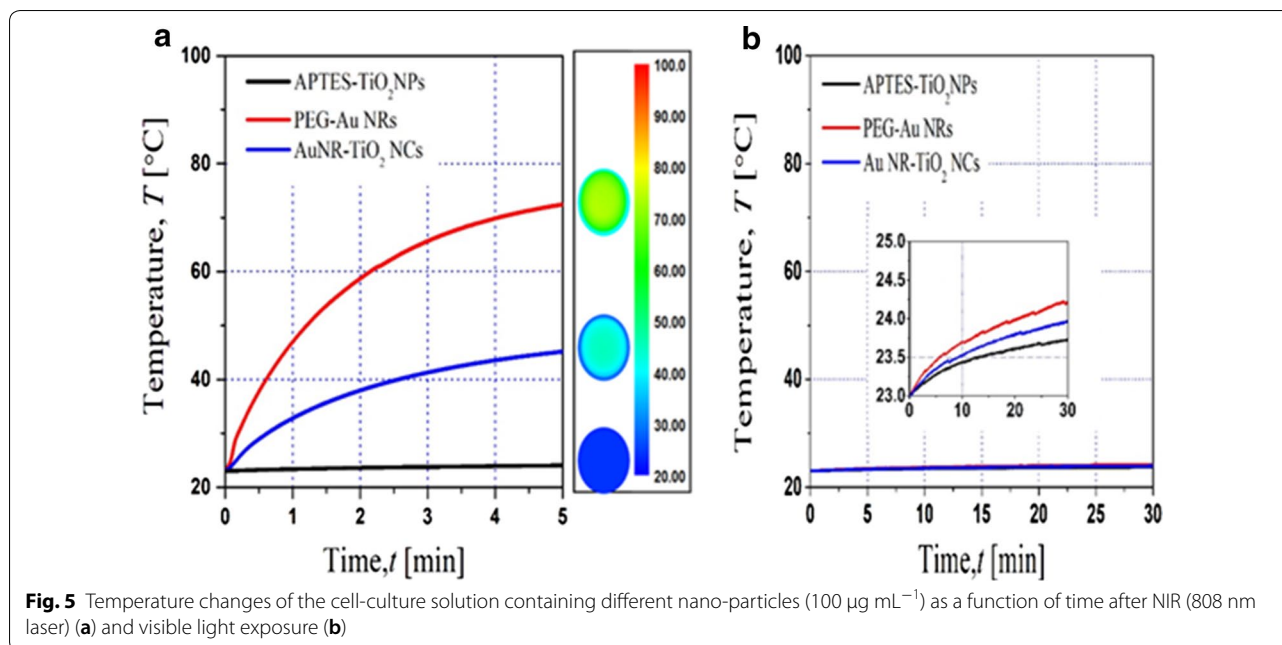 a
100
80
60
40
20
Temperature, T [°C]
APTES-TiO₂NPs
PEG-Au NRs
AuNR-TiO₂ NCs
0 1 2 3 4 5
Time,t [min]
100.0
90.00
80.00
70.00
60.00
50.00
40.00
30.00
20.00
b
100
80
60
40
20
Temperature, T [°C]
APTES-TiO₂NPs
PEG-Au NRs
Au NR-TiO₂ NCs
25.0
24.5
24.0
23.5
23.0
0 10 20 30
0 5 10 15 20 25 30
Time,t [min]
Fig. 5 Temperature changes of the cell-culture solution containing different nano-particles (100 µg mL⁻¹) as a function of time after NIR (808 nm
laser) (a) and visible light exposure (b)